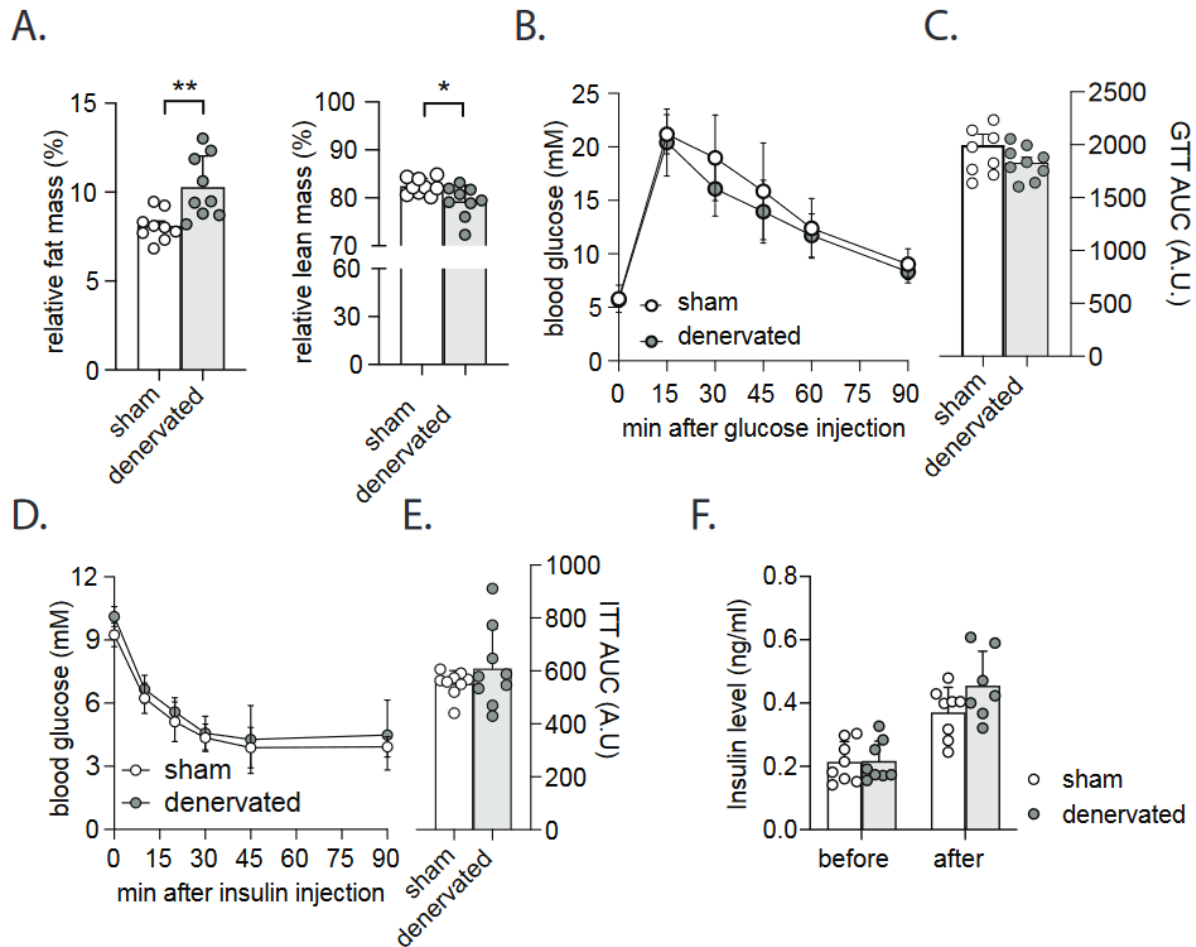 A.
**
15
10
5
0
relative fat mass (%)
sham
denervated
*
100
90
80
70
60
30
0
relative lean mass (%)
sham
denervated
B.
25
20
15
10
5
0
blood glucose (mM)
sham
denervated
0 15 30 45 60 75 90
min after glucose injection
C.
2500
2000
1500
1000
500
0
GTT AUC (A.U.)
sham
denervated
D.
12
9
6
3
0
blood glucose (mM)
sham
denervated
0 15 30 45 60 75 90
min after insulin injection
E.
1000
800
600
400
200
0
ITT AUC (A.U)
sham
denervated
F.
0.8
0.6
0.4
0.2
0.0
Insulin level (ng/ml)
before after
sham
denervated